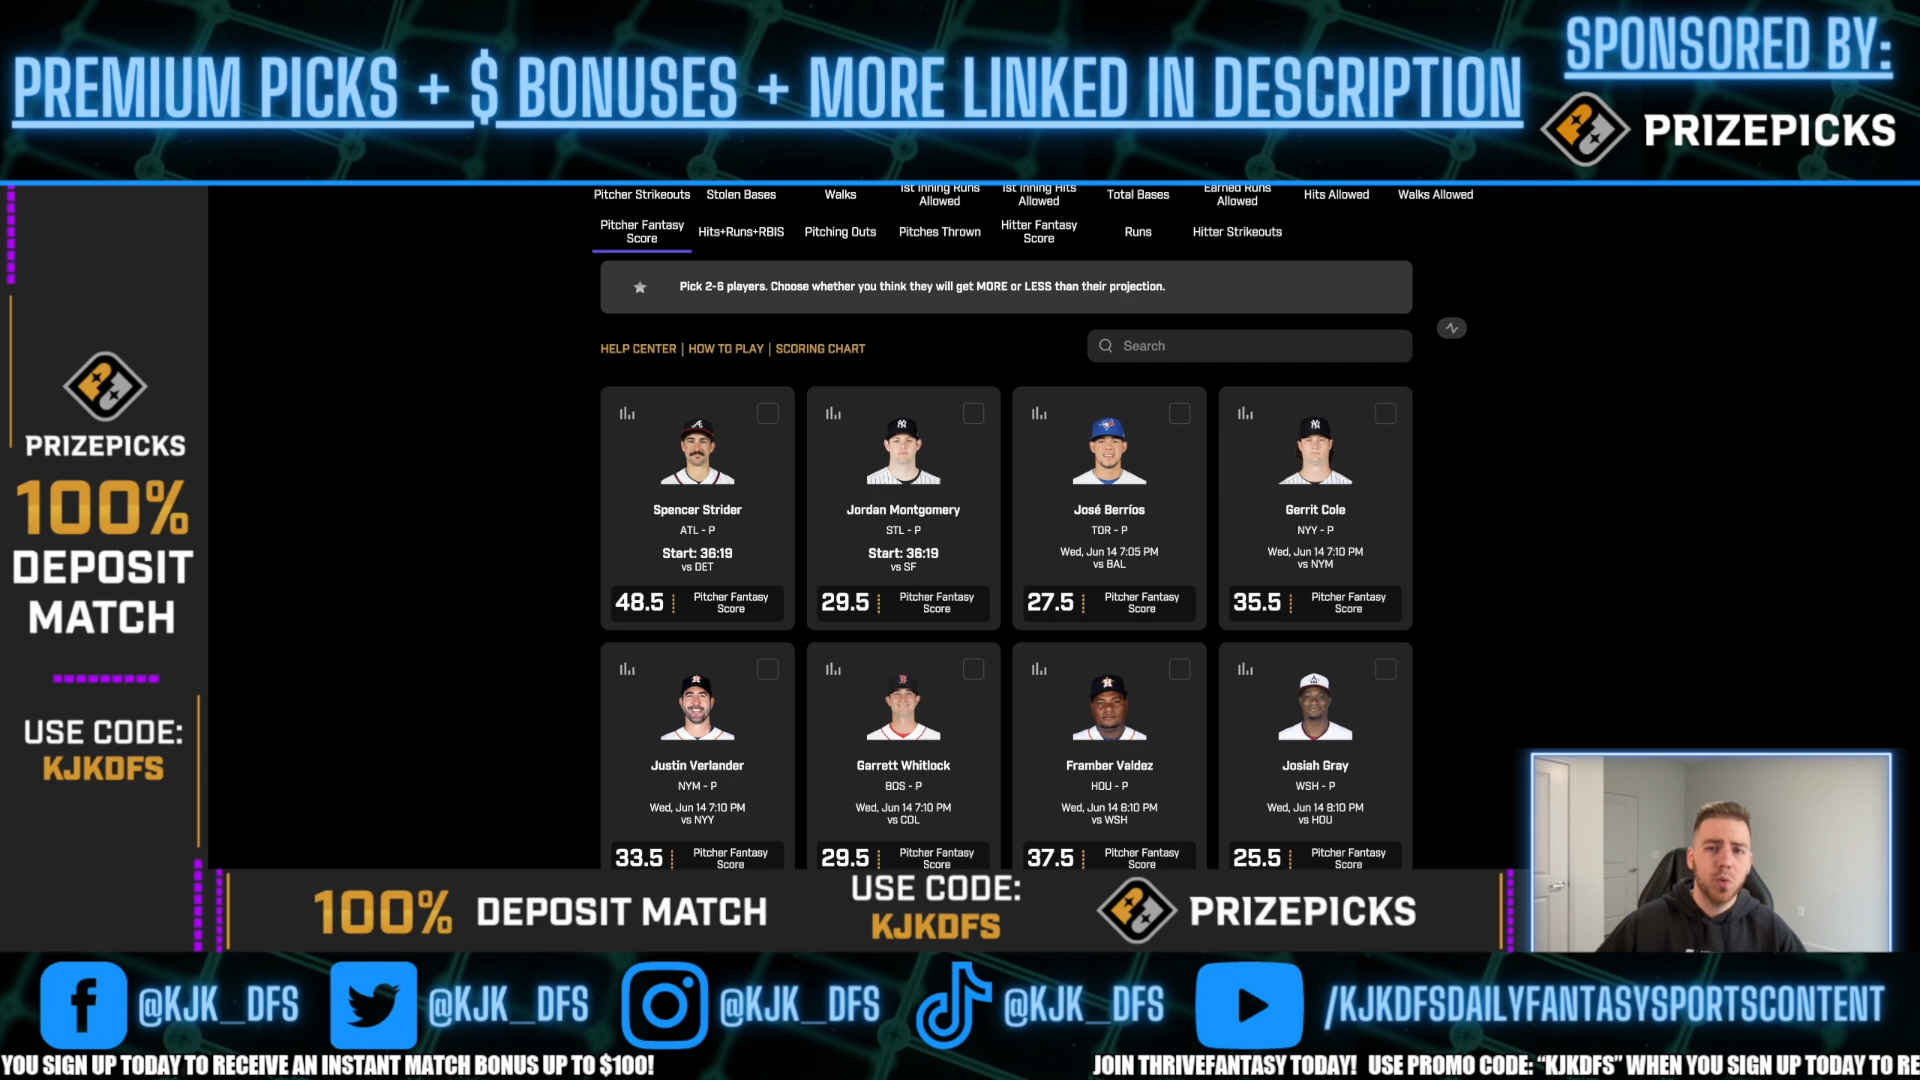 PREMIUM PICKS + $ BONUSES + MORE LINKED IN DESCRIPTION
SPONSORED BY:
PRIZEPICKS
Pitcher Strikeouts
Stolen Bases
Walks
1st Inning Runs
Allowed
1st Inning Hits
Allowed
Total Bases
Earned Runs
Allowed
Hits Allowed
Walks Allowed
Pitcher Fantasy
Score
Hits+Runs+RBIS
Pitching Outs
Pitches Thrown
Hitter Fantasy
Score
Runs
Hitter Strikeouts
Pick 2-6 players. Choose whether you think they will get MORE or LESS than their projection.
HELP CENTER | HOW TO PLAY | SCORING CHART
Search
Spencer Strider
ATL - P
Start: 36:19
vs DET
48.5
Pitcher Fantasy
Score
Jordan Montgomery
STL - P
Start: 36:19
vs SF
29.5
Pitcher Fantasy
Score
José Berríos
TOR - P
Wed, Jun 14 7:05 PM
vs BAL
27.5
Pitcher Fantasy
Score
Gerrit Cole
NYY - P
Wed, Jun 14 7:10 PM
vs NYM
35.5
Pitcher Fantasy
Score
Justin Verlander
NYM - P
Wed, Jun 14 7:10 PM
vs NYY
33.5
Pitcher Fantasy
Score
Garrett Whitlock
BOS - P
Wed, Jun 14 7:10 PM
vs COL
29.5
Pitcher Fantasy
Score
Framber Valdez
HOU - P
Wed, Jun 14 8:10 PM
vs WSH
37.5
Pitcher Fantasy
Score
Josiah Gray
WSH - P
Wed, Jun 14 8:10 PM
vs HOU
25.5
Pitcher Fantasy
Score
PRIZEPICKS
100%
DEPOSIT
MATCH
USE CODE:
KJKDFS
100% DEPOSIT MATCH
USE CODE:
KJKDFS
PRIZEPICKS
@KJK_DFS
@KJK_DFS
@KJK_DFS
@KJK_DFS
/KJKDFSDAILYFANTASYSPORTSCONTENT
YOU SIGN UP TODAY TO RECEIVE AN INSTANT MATCH BONUS UP TO $100!
JOIN THRIVEFANTASY TODAY! USE PROMO CODE: “KJKDFS” WHEN YOU SIGN UP TODAY TO RE